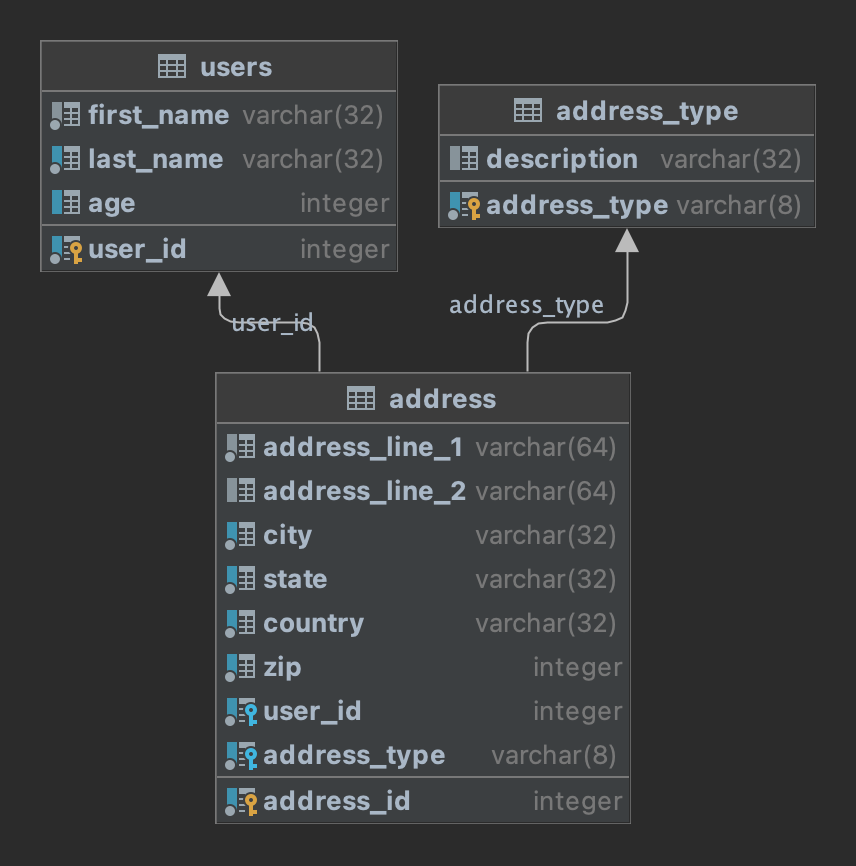 users
first_name varchar(32)
last_name varchar(32)
age integer
user_id integer
address_type
description varchar(32)
address_type varchar(8)
user_id
address_type
address
address_line_1 varchar(64)
address_line_2 varchar(64)
city varchar(32)
state varchar(32)
country varchar(32)
zip integer
user_id integer
address_type varchar(8)
address_id integer